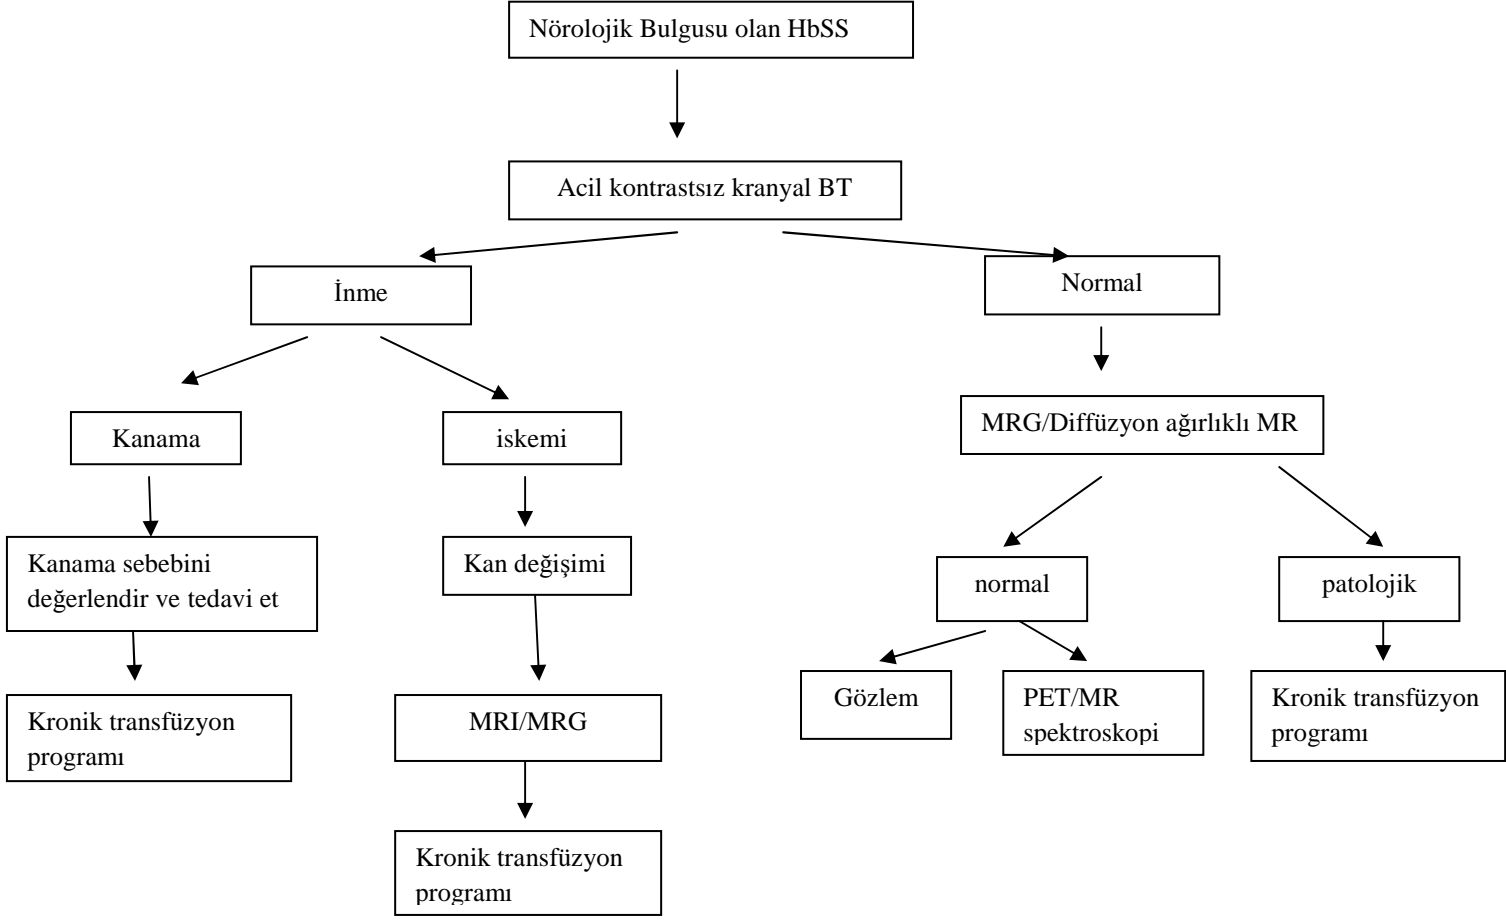 Nörolojik Bulgusu olan HbSS
Acil kontrastsız kranyal BT
İnme
Normal
Kanama
iskemi
MRG/Diffüzyon ağırlıklı MR
Kanama sebebini
değerlendir ve tedavi et
Kan değişimi
normal
patolojik
Kronik transfüzyon
programı
MRI/MRG
Gözlem
PET/MR
spektroskopi
Kronik transfüzyon
programı
Kronik transfüzyon
programı